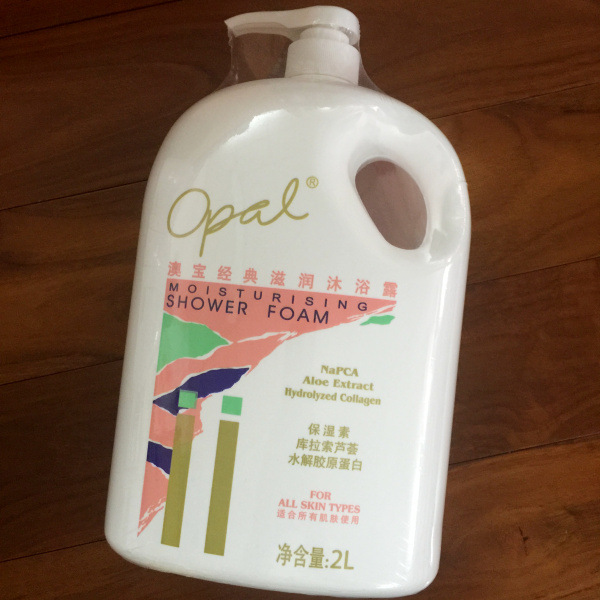 Opal®
澳宝经典滋润沐浴露
MOISTURISING
SHOWER FOAM
NaPCA
Aloe Extract
Hydrolyzed Collagen
保湿素
库拉索芦荟
水解胶原蛋白
FOR
ALL SKIN TYPES
适合所有肌肤使用
净含量:2L